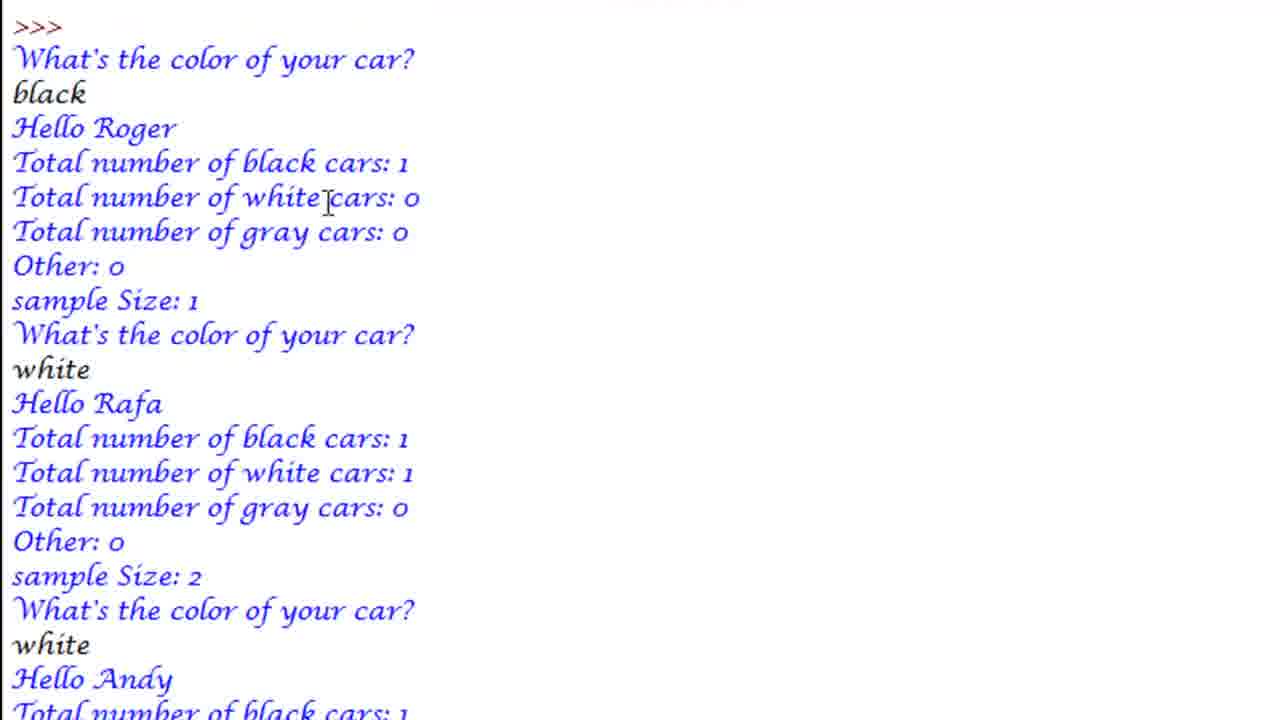 >>>
What's the color of your car?
black
Hello Roger
Total number of black cars: 1
Total number of white cars: 0
Total number of gray cars: 0
Other: 0
sample Size: 1
What's the color of your car?
white
Hello Rafa
Total number of black cars: 1
Total number of white cars: 1
Total number of gray cars: 0
Other: 0
sample Size: 2
What's the color of your car?
white
Hello Andy
Total number of black cars: 1